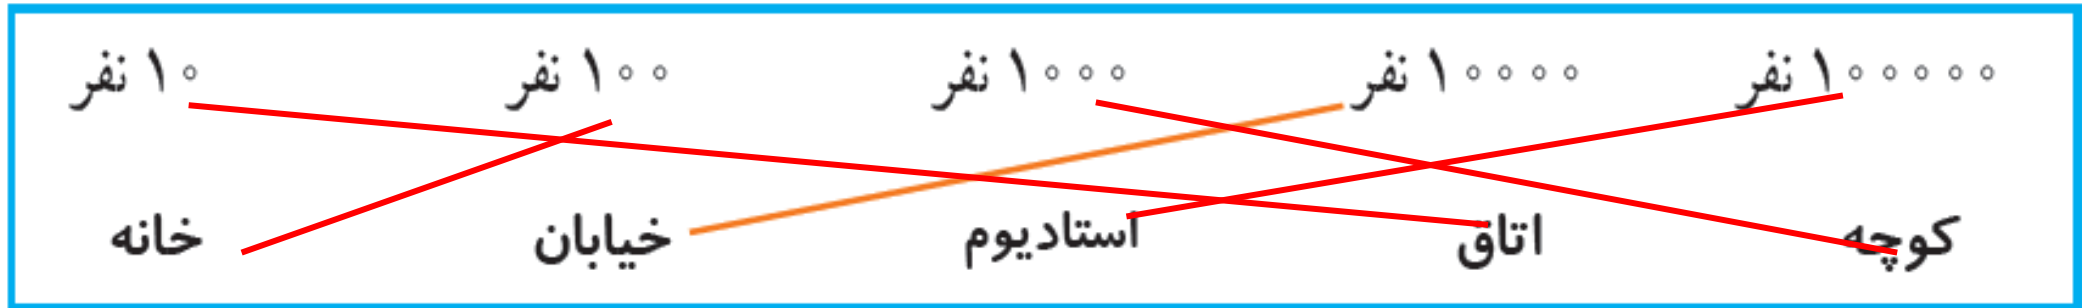 ۱۰۰۰۰۰ نفر ۱۰۰۰۰ نفر ۱۰۰۰ نفر ۱۰۰ نفر ۱۰ نفر
کوچه اتاق استادیوم خیابان خانه